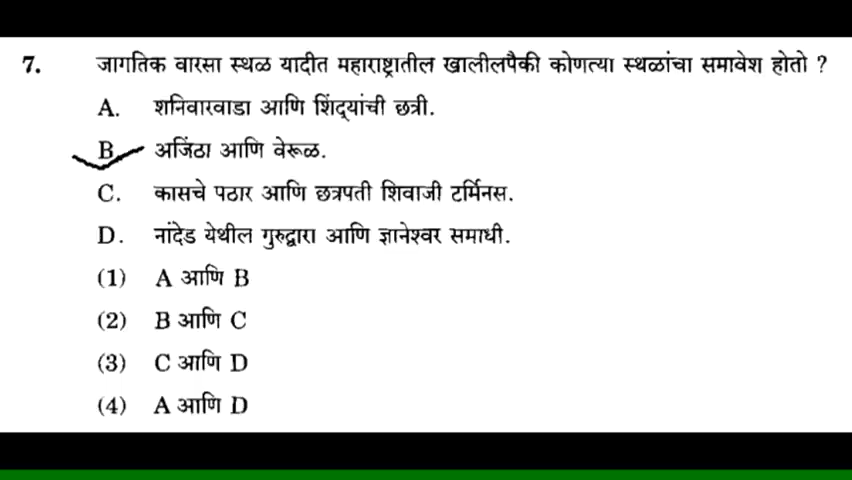 7. जागतिक वारसा स्थळ यादीत महाराष्ट्रातील खालीलपैकी कोणत्या स्थळांचा समावेश होतो ?
A. शनिवारवाडा आणि शिंद्यांची छत्री.
B अजिंठा आणि वेरूळ.
C. कासचे पठार आणि छत्रपती शिवाजी टर्मिनस.
D. नांदेड येथील गुरुद्वारा आणि ज्ञानेश्वर समाधी.
(1) A आणि B
(2) B आणि C
(3) C आणि D
(4) A आणि D